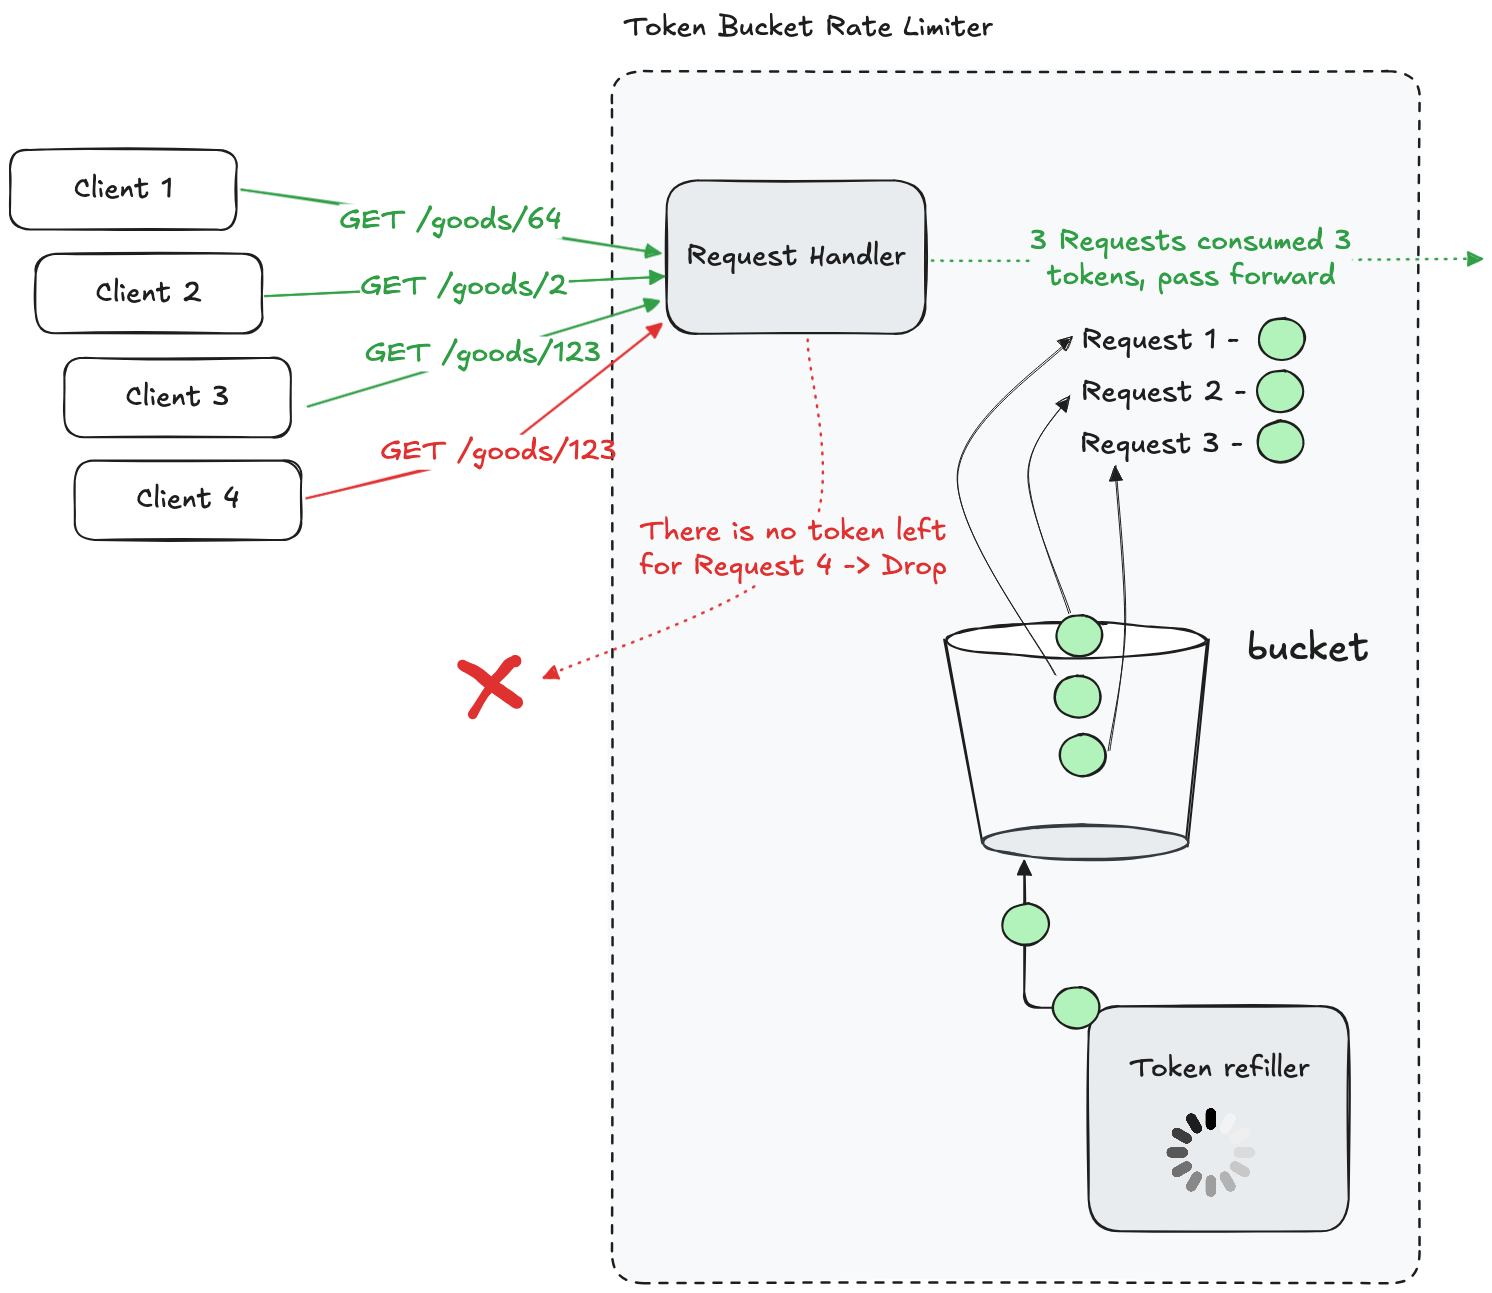 Token Bucket Rate Limiter
Client 1
GET /goods/64
Client 2
GET /goods/2
Client 3
GET /goods/123
Client 4
GET /goods/123
Request Handler
3 Requests consumed 3
tokens, pass forward
Request 1 -
Request 2 -
Request 3 -
There is no token left
for Request 4 -> Drop
bucket
Token refiller